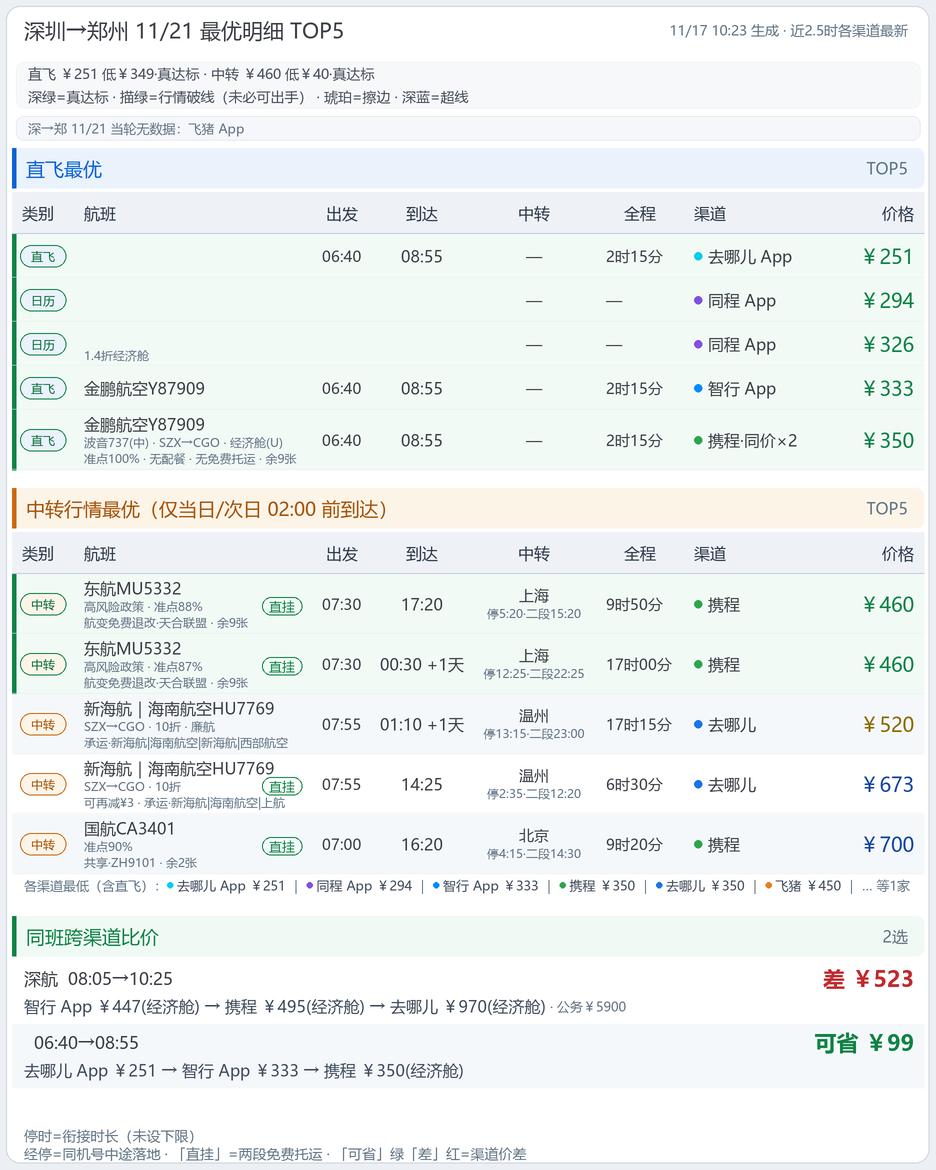 深圳→郑州 11/21 最优明细 TOP5
11/17 10:23 生成 · 近2.5时各渠道最新
直飞 ￥251 低￥349·真达标 · 中转 ￥460 低￥40·真达标
深绿=真达标 · 描绿=行情破线（未必可出手） · 琥珀=擦边 · 深蓝=超线
深→郑 11/21 当轮无数据：飞猪 App
直飞最优 TOP5
类别 航班 出发 到达 中转 全程 渠道 价格
直飞 06:40 08:55 — 2时15分 去哪儿 App ￥251
日历 — — 同程 App ￥294
日历 1.4折经济舱 — — 同程 App ￥326
直飞 金鹏航空Y87909 06:40 08:55 — 2时15分 智行 App ￥333
金鹏航空Y87909
直飞 波音737(中) · SZX→CGO · 经济舱(U) 06:40 08:55 — 2时15分 携程·同价×2 ￥350
准点100% · 无配餐 · 无免费托运 · 余9张
中转行情最优（仅当日/次日 02:00 前到达） TOP5
类别 航班 出发 到达 中转 全程 渠道 价格
东航MU5332 上海
中转 高风险政策 · 准点88% 直挂 07:30 17:20 停5:20·二段15:20 9时50分 携程 ￥460
航变免费退改·天合联盟 · 余9张
东航MU5332 上海
中转 高风险政策 · 准点87% 直挂 07:30 00:30 +1天 停12:25·二段22:25 17时00分 携程 ￥460
航变免费退改·天合联盟 · 余9张
新海航｜海南航空HU7769 温州
中转 SZX→CGO · 10折 · 廉航 07:55 01:10 +1天 停13:15·二段23:00 17时15分 去哪儿 ￥520
承运·新海航|海南航空|新海航|西部航空
新海航｜海南航空HU7769 温州
中转 SZX→CGO · 10折 直挂 07:55 14:25 停2:35·二段12:20 6时30分 去哪儿 ￥673
可再减¥3 · 承运·新海航|海南航空|上航
国航CA3401 北京
中转 准点90% 直挂 07:00 16:20 停4:15·二段14:30 9时20分 携程 ￥700
共享·ZH9101 · 余2张
各渠道最低（含直飞）: 去哪儿 App ￥251 | 同程 App ￥294 | 智行 App ￥333 | 携程 ￥350 | 去哪儿 ￥350 | 飞猪 ￥450 | … 等1家
同班跨渠道比价 2选
深航 08:05→10:25 差 ￥523
智行 App ￥447(经济舱) → 携程 ￥495(经济舱) → 去哪儿 ￥970(经济舱) · 公务￥5900
06:40→08:55 可省 ￥99
去哪儿 App ￥251 → 智行 App ￥333 → 携程 ￥350(经济舱)
停时=衔接时长（未设下限）
经停=同机号中途落地 · 「直挂」=两段免费托运 · 「可省」绿「差」红=渠道价差